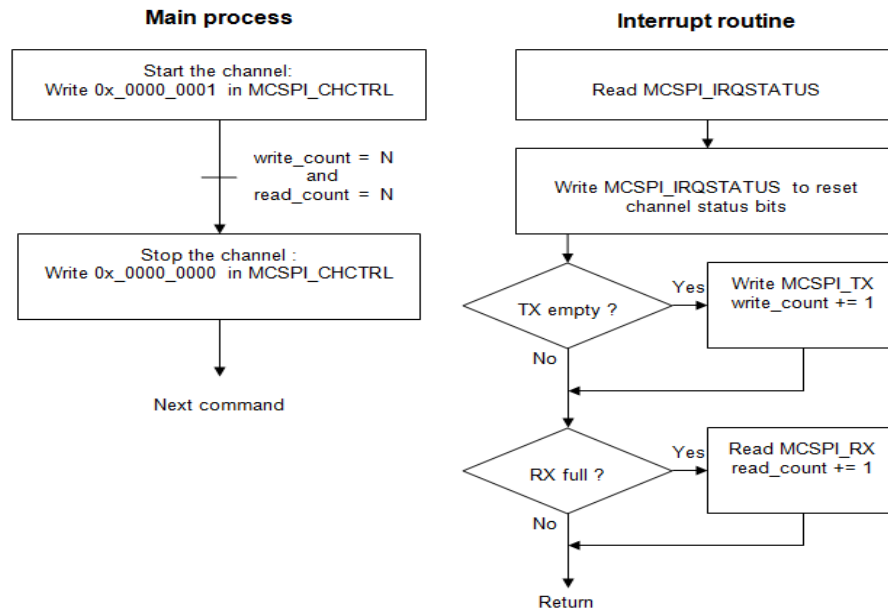 Main process
Start the channel:
Write 0x_0000_0001 in MCSPI_CHCTRL
write_count = N
and
read_count = N
Stop the channel :
Write 0x_0000_0000 in MCSPI_CHCTRL
Next command
Interrupt routine
Read MCSPI_IRQSTATUS
Write MCSPI_IRQSTATUS to reset
channel status bits
TX empty ?
Yes
Write MCSPI_TX
write_count += 1
No
RX full ?
Yes
Read MCSPI_RX
read_count += 1
No
Return